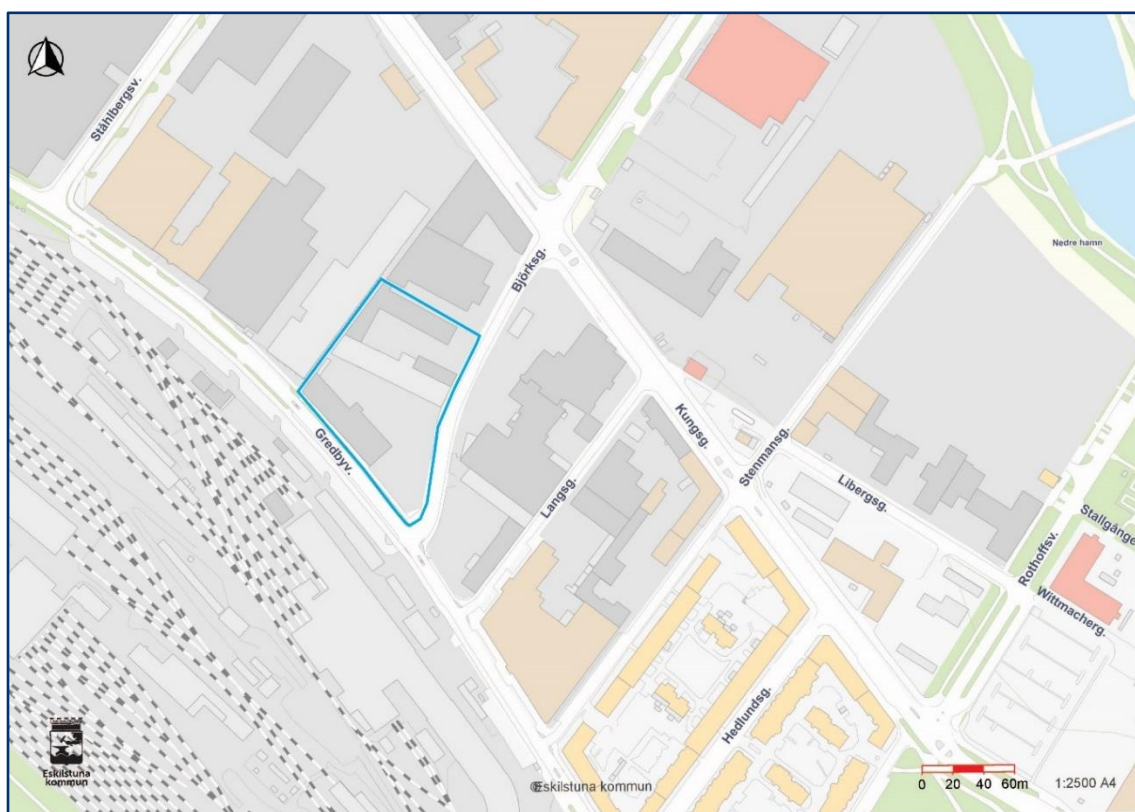 Ståhlbergsv.
Björksg.
Nedre hamn
Gredbyv.
Kungsg.
Stenmansg.
Langsg.
Libergsg.
Stallgånge
Rothoffsv.
Wittmacherg.
Hedlundsg.
Eskilstuna
kommun
©Eskilstuna kommun
0 20 40 60m
1:2500 A4